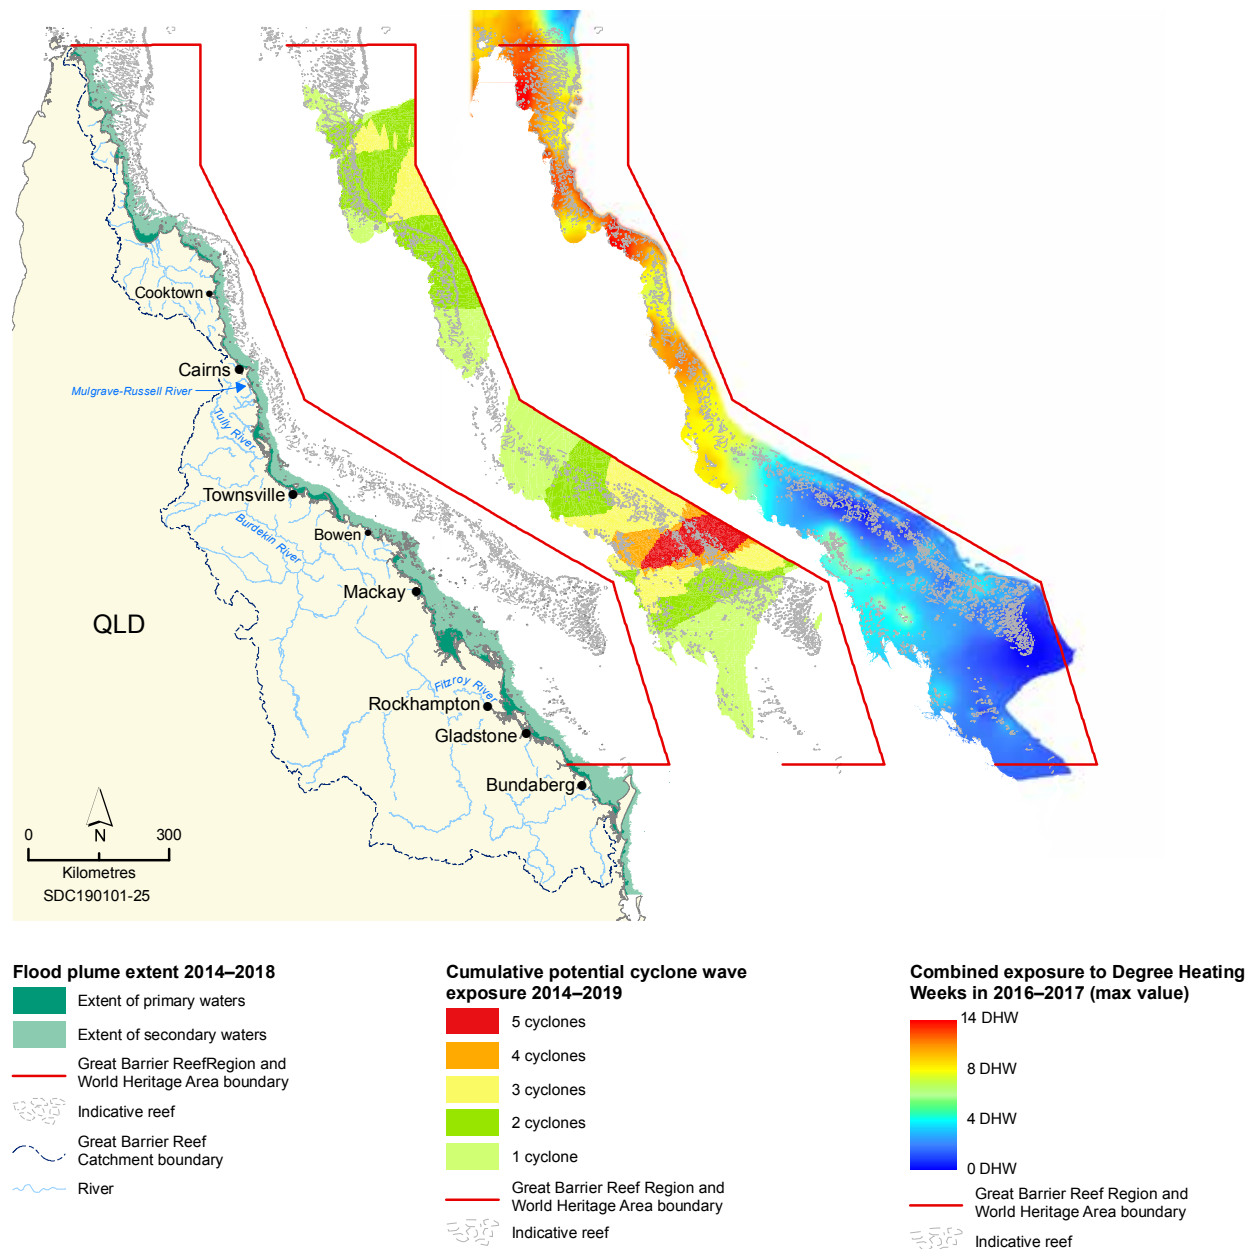 Cooktown
Cairns
Mulgrave-Russell River
Tully River
Townsville
Burdekin River
Bowen
Mackay
QLD
Fitzroy River
Rockhampton
Gladstone
Bundaberg
0 N 300
Kilometres
SDC190101-25
Flood plume extent 2014–2018
Extent of primary waters
Extent of secondary waters
Great Barrier ReefRegion and
World Heritage Area boundary
Indicative reef
Great Barrier Reef
Catchment boundary
River
Cumulative potential cyclone wave
exposure 2014–2019
5 cyclones
4 cyclones
3 cyclones
2 cyclones
1 cyclone
Great Barrier Reef Region and
World Heritage Area boundary
Indicative reef
Combined exposure to Degree Heating
Weeks in 2016–2017 (max value)
14 DHW
8 DHW
4 DHW
0 DHW
Great Barrier Reef Region and
World Heritage Area boundary
Indicative reef